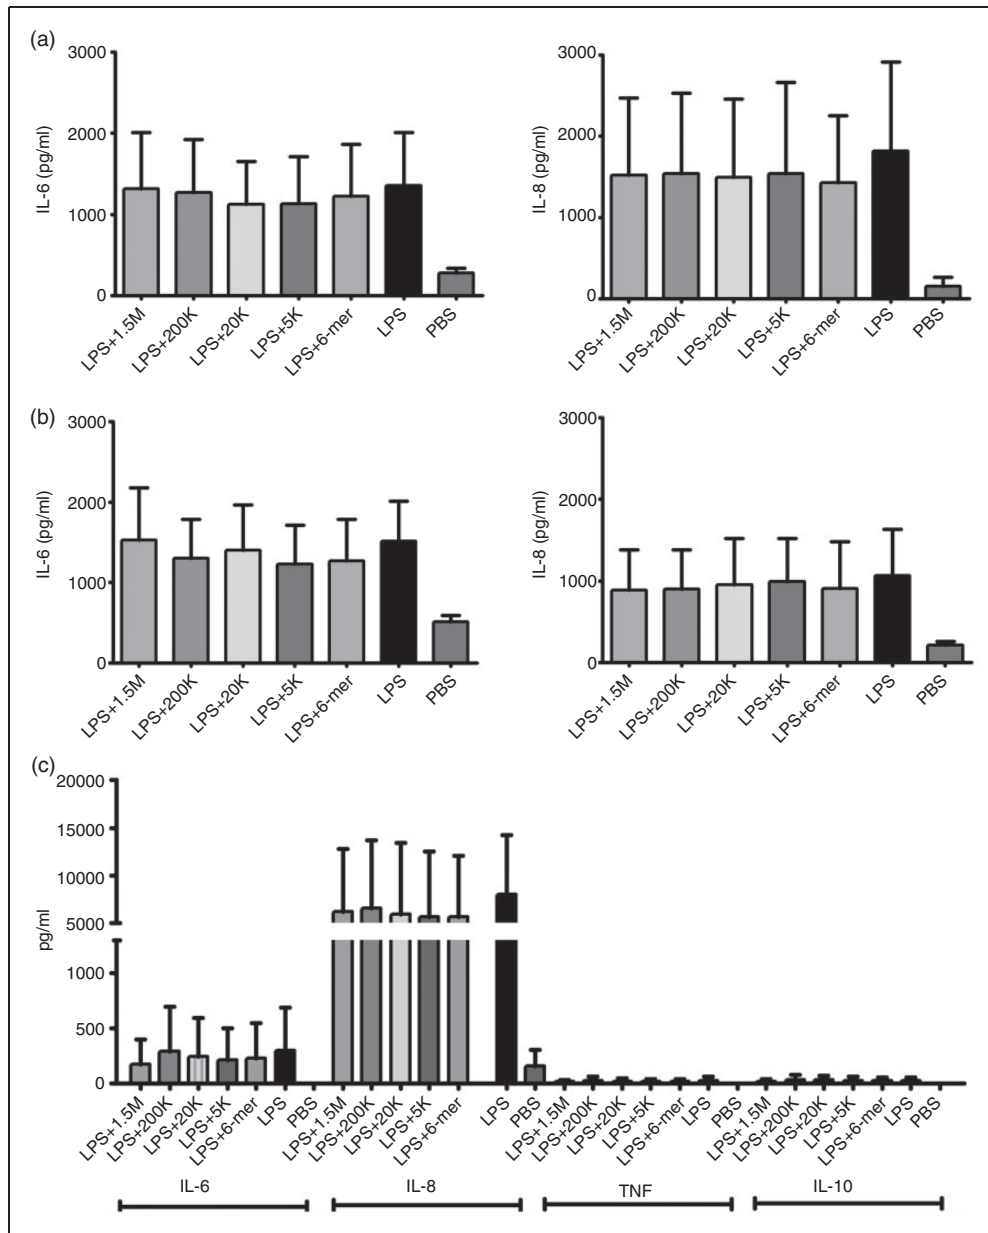 (a)
3000
2000
1000
0
IL-6 (pg/ml)
LPS+1.5M
LPS+200K
LPS+20K
LPS+5K
LPS+6-mer
LPS
PBS
3000
2000
1000
0
IL-8 (pg/ml)
LPS+1.5M
LPS+200K
LPS+20K
LPS+5K
LPS+6-mer
LPS
PBS
(b)
3000
2000
1000
0
IL-6 (pg/ml)
LPS+1.5M
LPS+200K
LPS+20K
LPS+5K
LPS+6-mer
LPS
PBS
3000
2000
1000
0
IL-8 (pg/ml)
LPS+1.5M
LPS+200K
LPS+20K
LPS+5K
LPS+6-mer
LPS
PBS
(c)
20000
15000
10000
5000
1000
500
0
pg/ml
LPS+1.5M
LPS+200K
LPS+20K
LPS+5K
LPS+6-mer
LPS
PBS
LPS+1.5M
LPS+200K
LPS+20K
LPS+5K
LPS+6-mer
LPS
PBS
LPS+1.5M
LPS+200K
LPS+20K
LPS+5K
LPS+6-mer
LPS
PBS
LPS+1.5M
LPS+200K
LPS+20K
LPS+5K
LPS+6-mer
LPS
PBS
IL-6
IL-8
TNF
IL-10